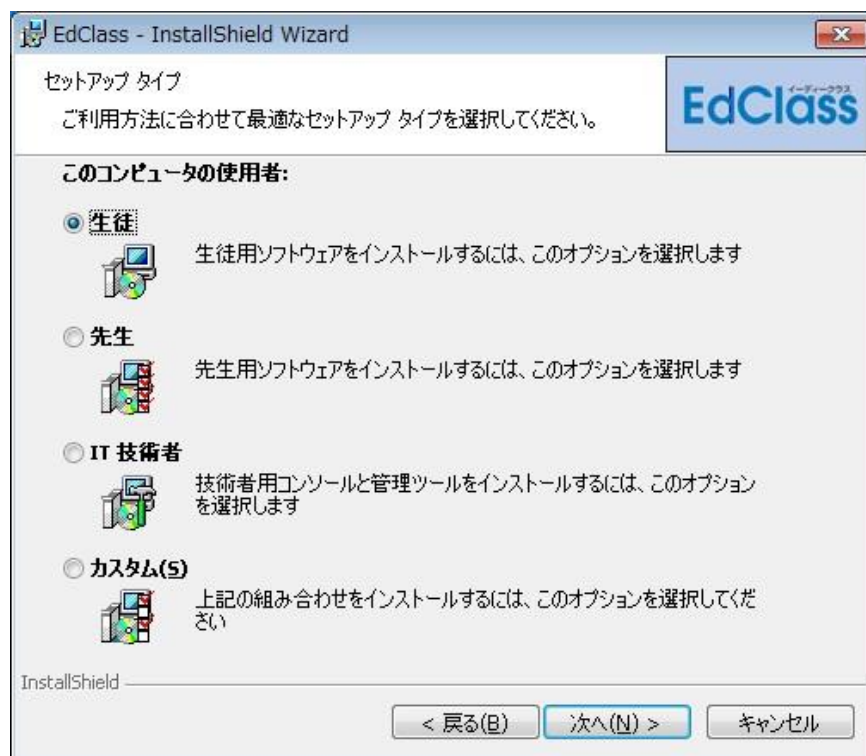 EdClass - InstallShield Wizard
セットアップ タイプ
ご利用方法に合わせて最適なセットアップ タイプを選択してください。
イーディークラス
EdClass
このコンピュータの使用者:
生徒
生徒用ソフトウェアをインストールするには、このオプションを選択します
先生
先生用ソフトウェアをインストールするには、このオプションを選択します
IT 技術者
技術者用コンソールと管理ツールをインストールするには、このオプション
を選択します
カスタム(S)
上記の組み合わせをインストールするには、このオプションを選択してくだ
さい
InstallShield
< 戻る(B)
次へ(N) >
キャンセル